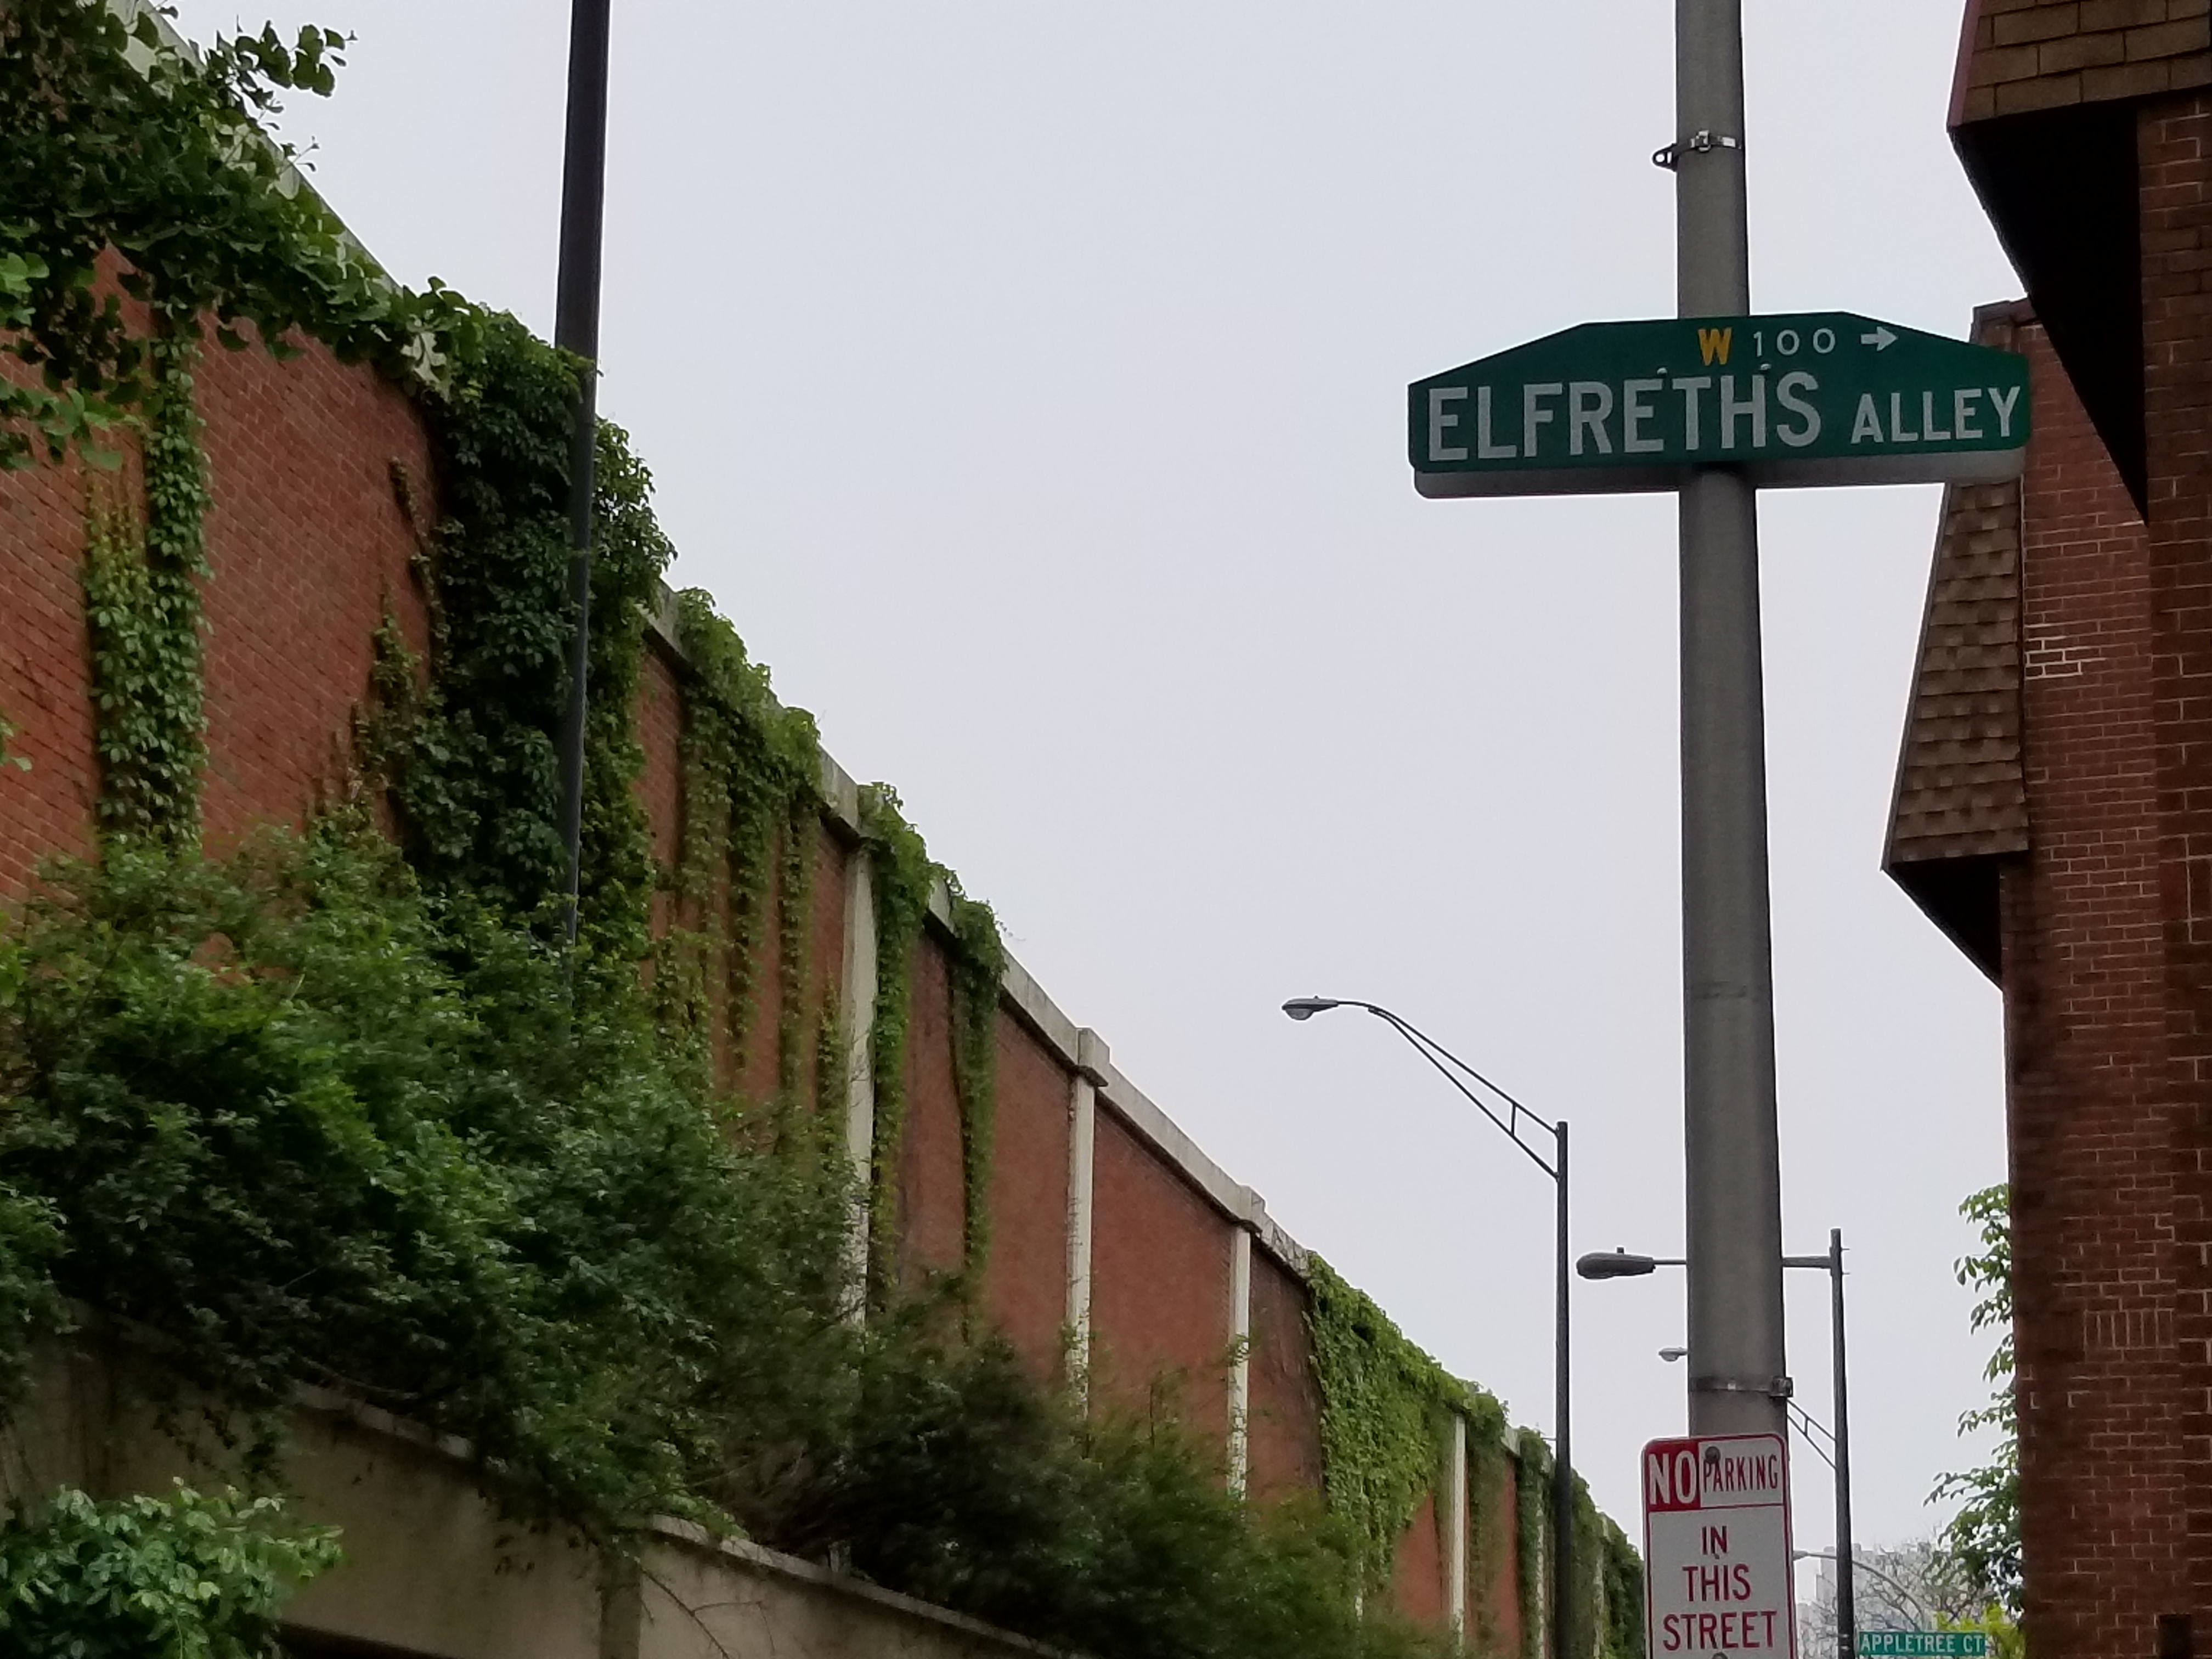 W 100 →
ELFRETHS ALLEY
NO PARKING
IN
THIS
STREET
APPLETREE CT